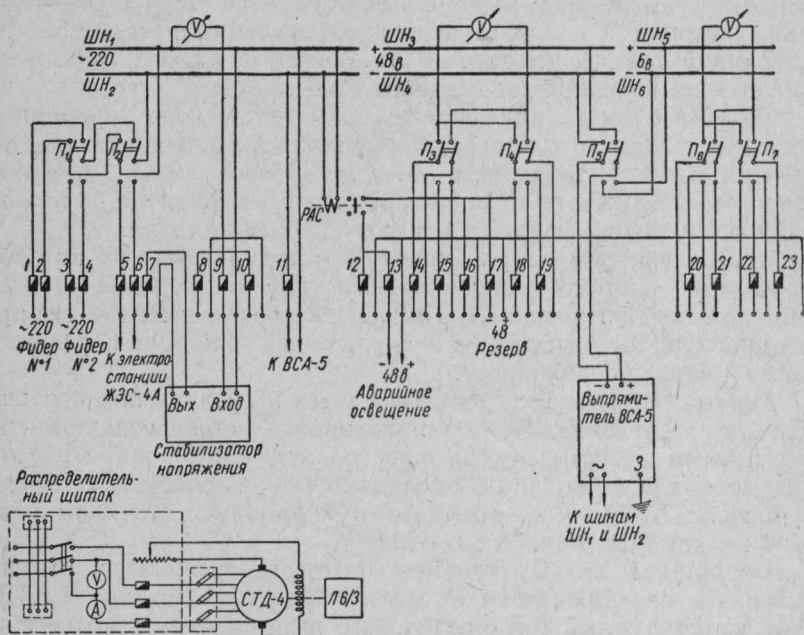 V V V
ШН₁ ШН₃ ШН₅
~220 + 48в + 6в
ШН₂ - ШН₄ - ШН₆
П₁ П₂ П₃ П₄ П₅ П₆ П₇
РАС
1 2 3 4 5 6 7 8 9 10 11 12 13 14 15 16 17 18 19 20 21 22 23
~220 ~220
Фидер Фидер
№1 №2
К электро-
станции
ЖЭС-4А
Вых Вход
Стабилизатор
напряжения
К ВСА-5
- 48в +
Аварийное
освещение
- +
48
Резерв
- +
Выпрями-
тель ВСА-5
~ З
К шинам
ШН₁ и ШН₂
Распределитель-
ный щиток
V
A
СТД-4
Л6/3